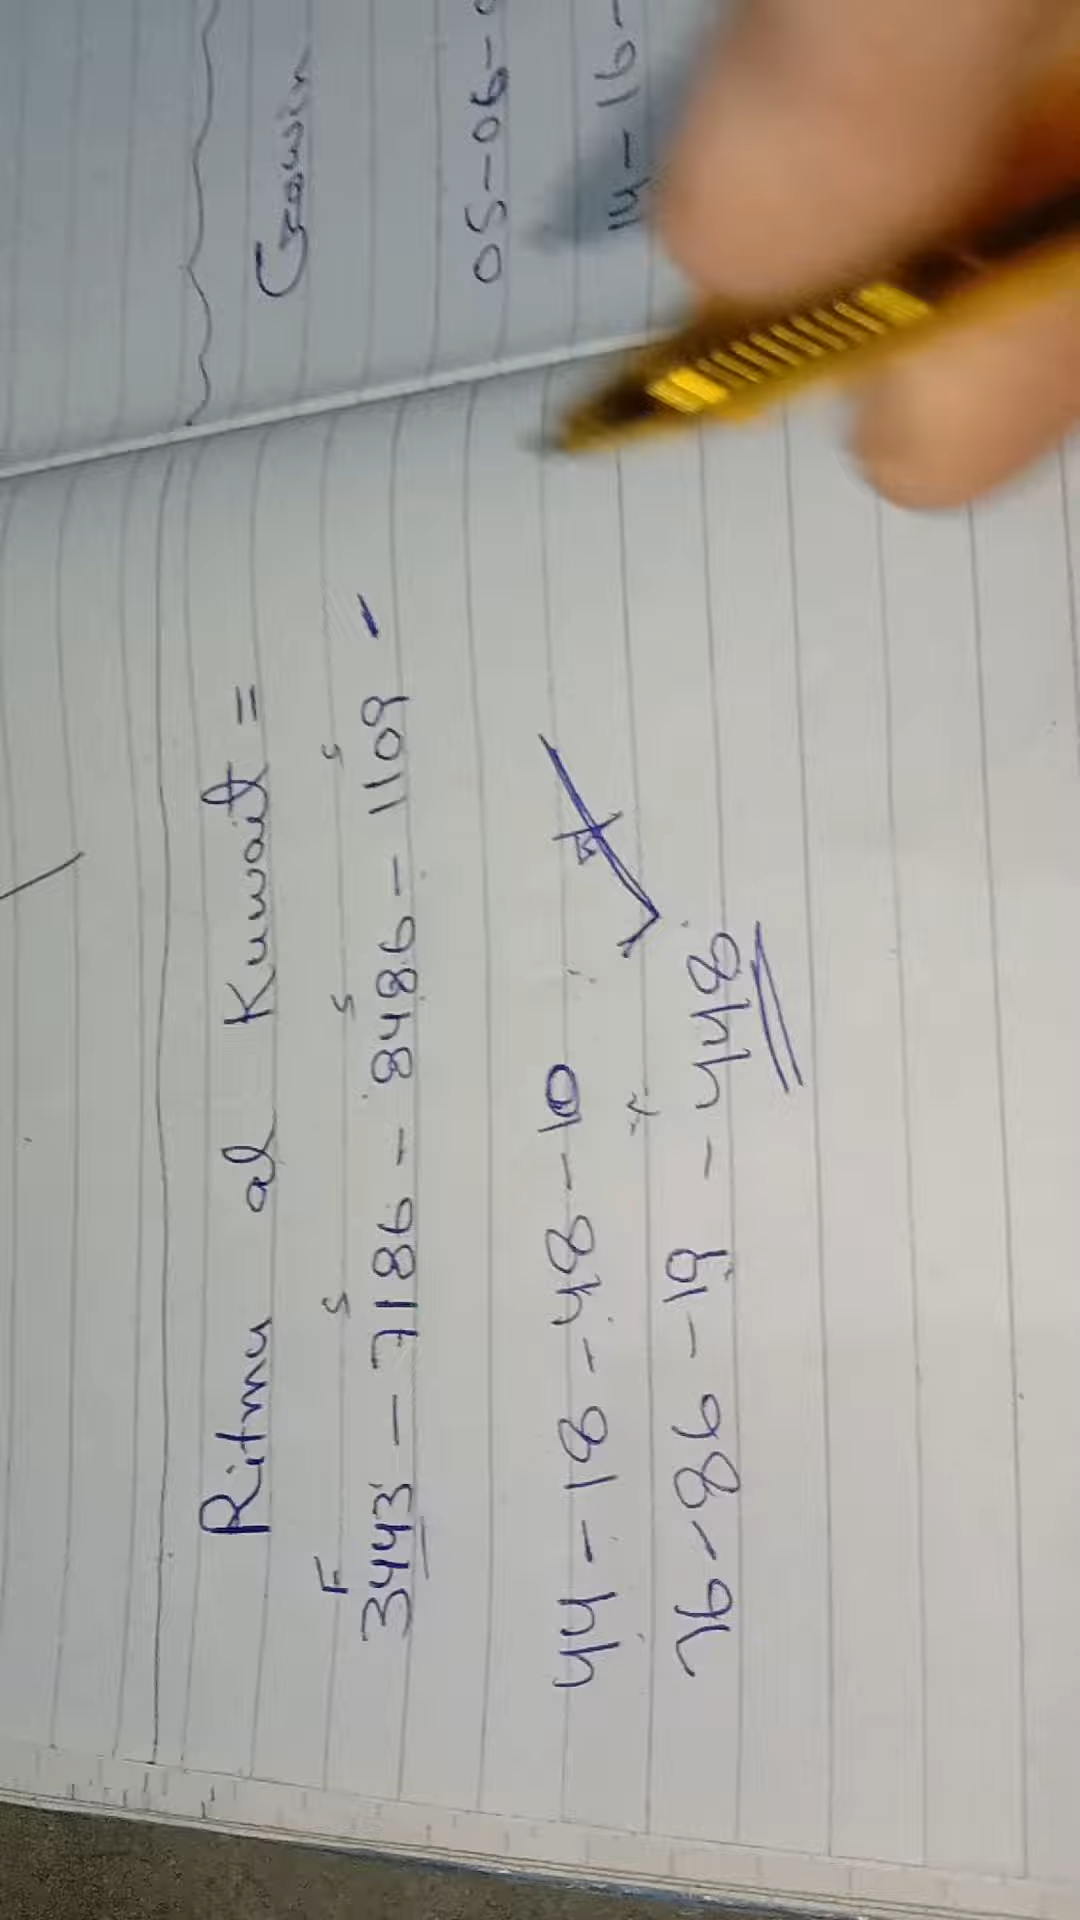 Gawin
05-06-
14-16-
Ritmu al Kuwait =
F S S S
3443 - 7186 - 8486 - 1109 -
44 - 18 - 48 - 10
76 - 86 - 19 - 448